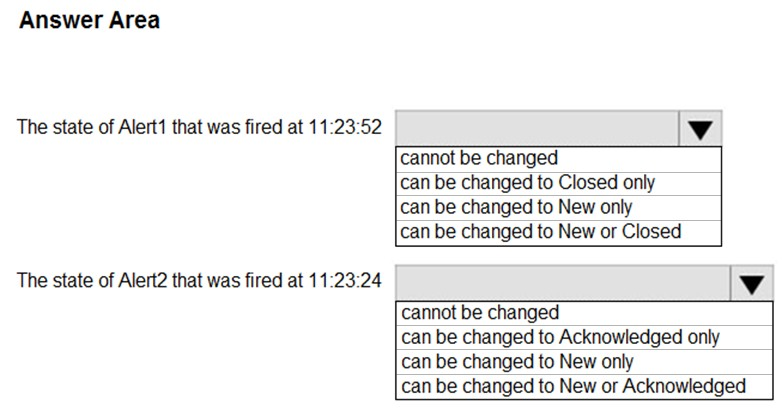 Answer Area
The state of Alert1 that was fired at 11:23:52
cannot be changed
can be changed to Closed only
can be changed to New only
can be changed to New or Closed
The state of Alert2 that was fired at 11:23:24
cannot be changed
can be changed to Acknowledged only
can be changed to New only
can be changed to New or Acknowledged